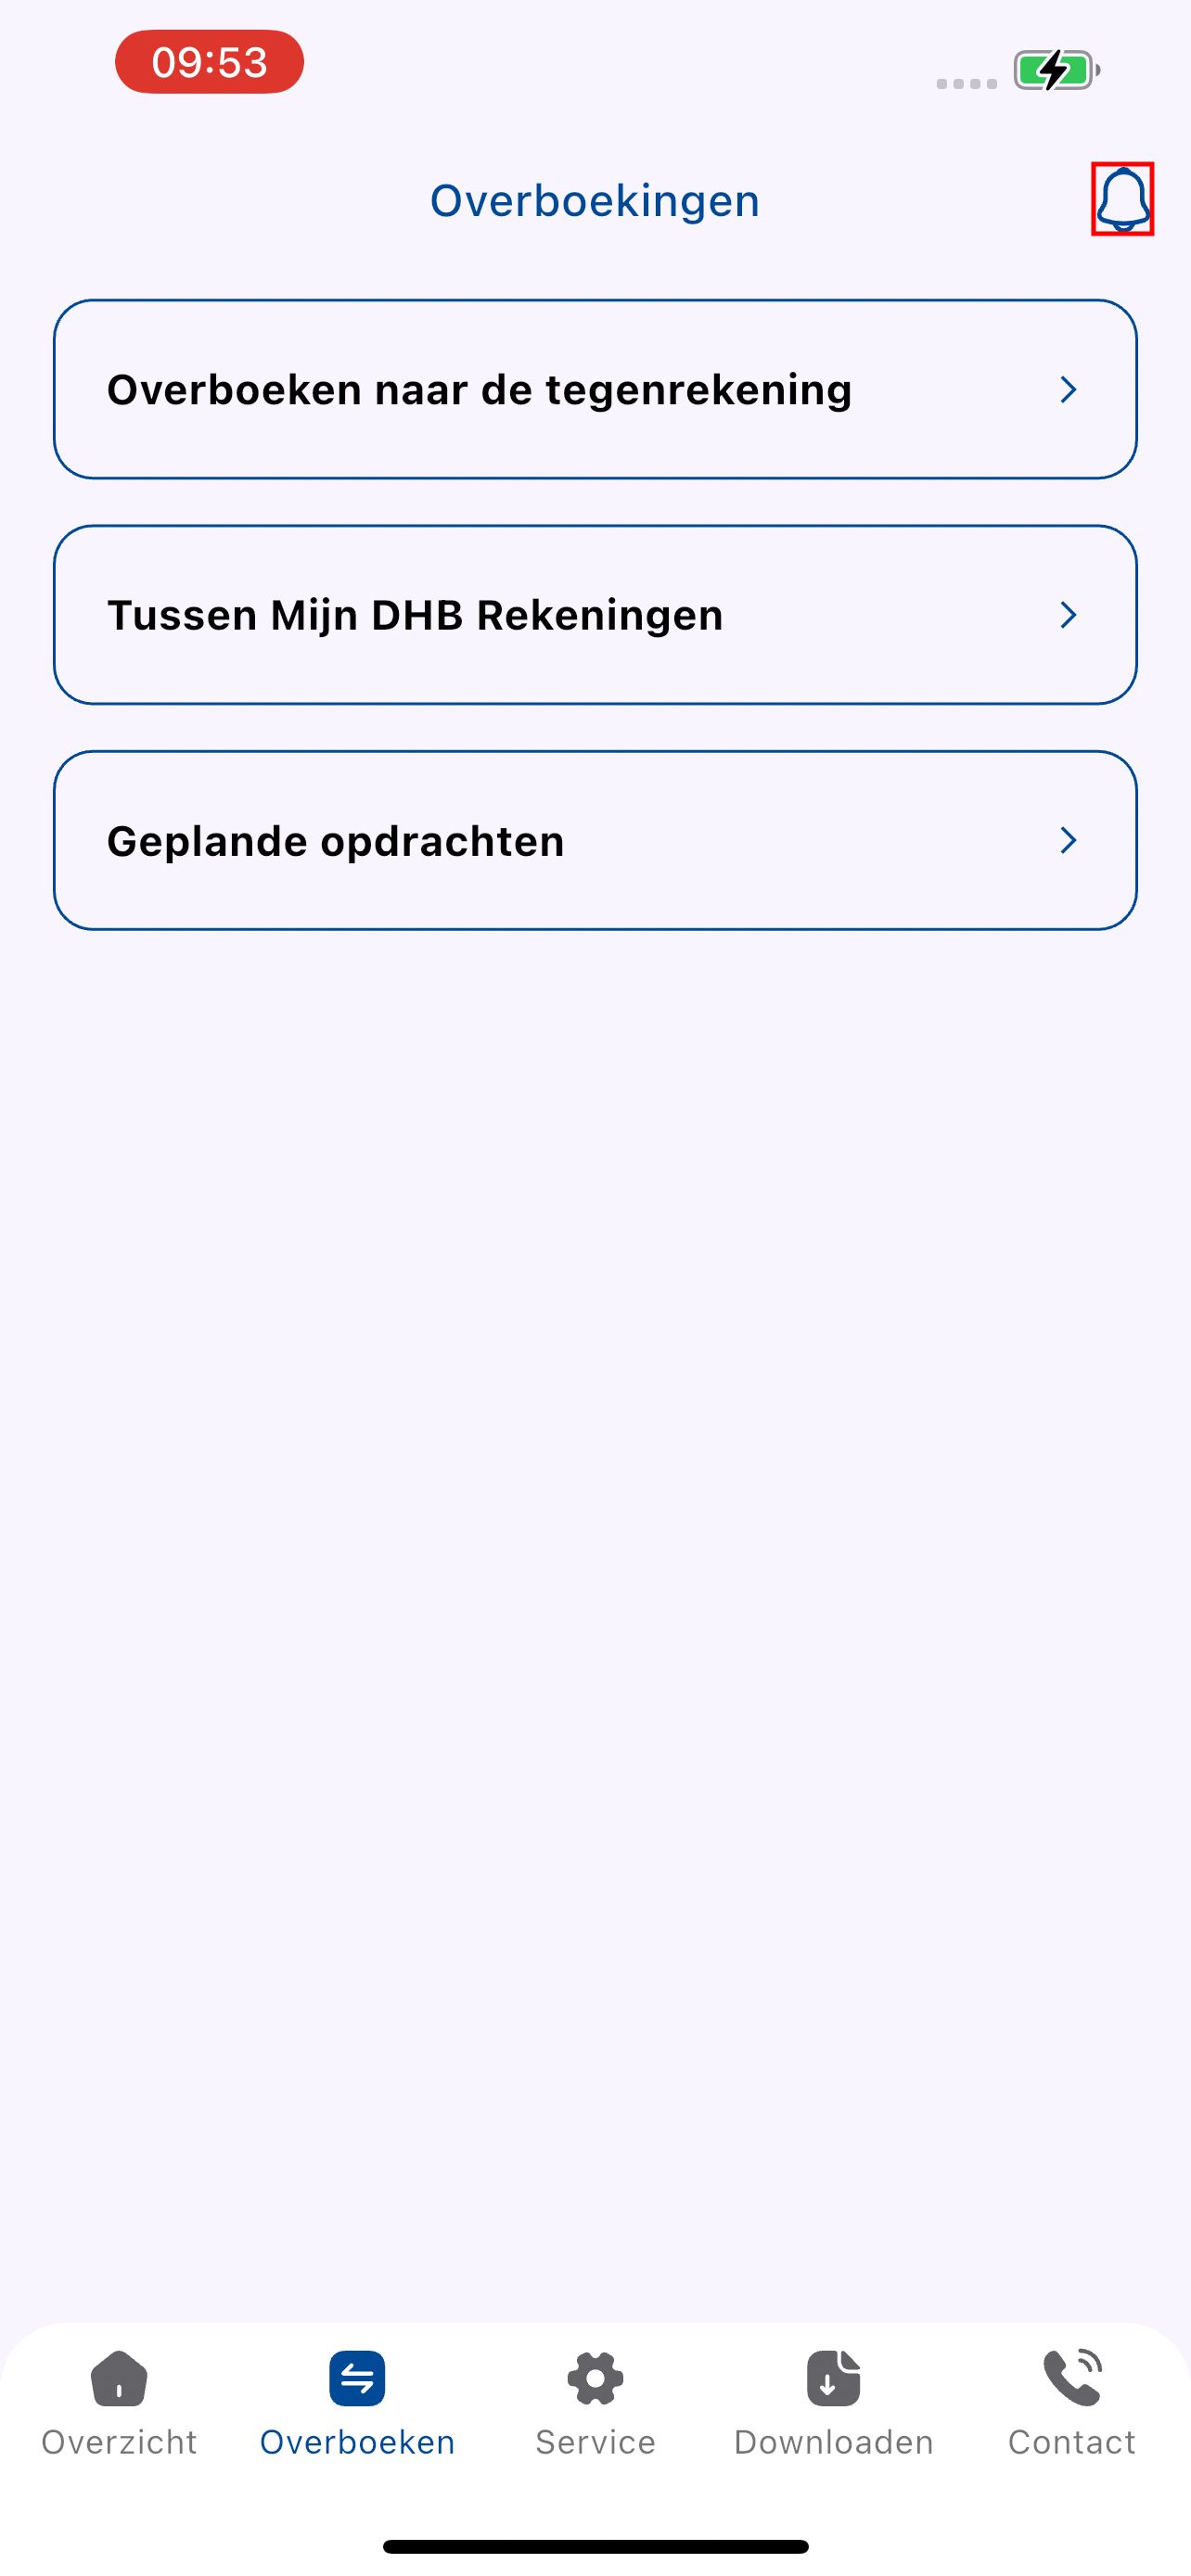 09:53
Overboekingen
Overboeken naar de tegenrekening
Tussen Mijn DHB Rekeningen
Geplande opdrachten
Overzicht
Overboeken
Service
Downloaden
Contact